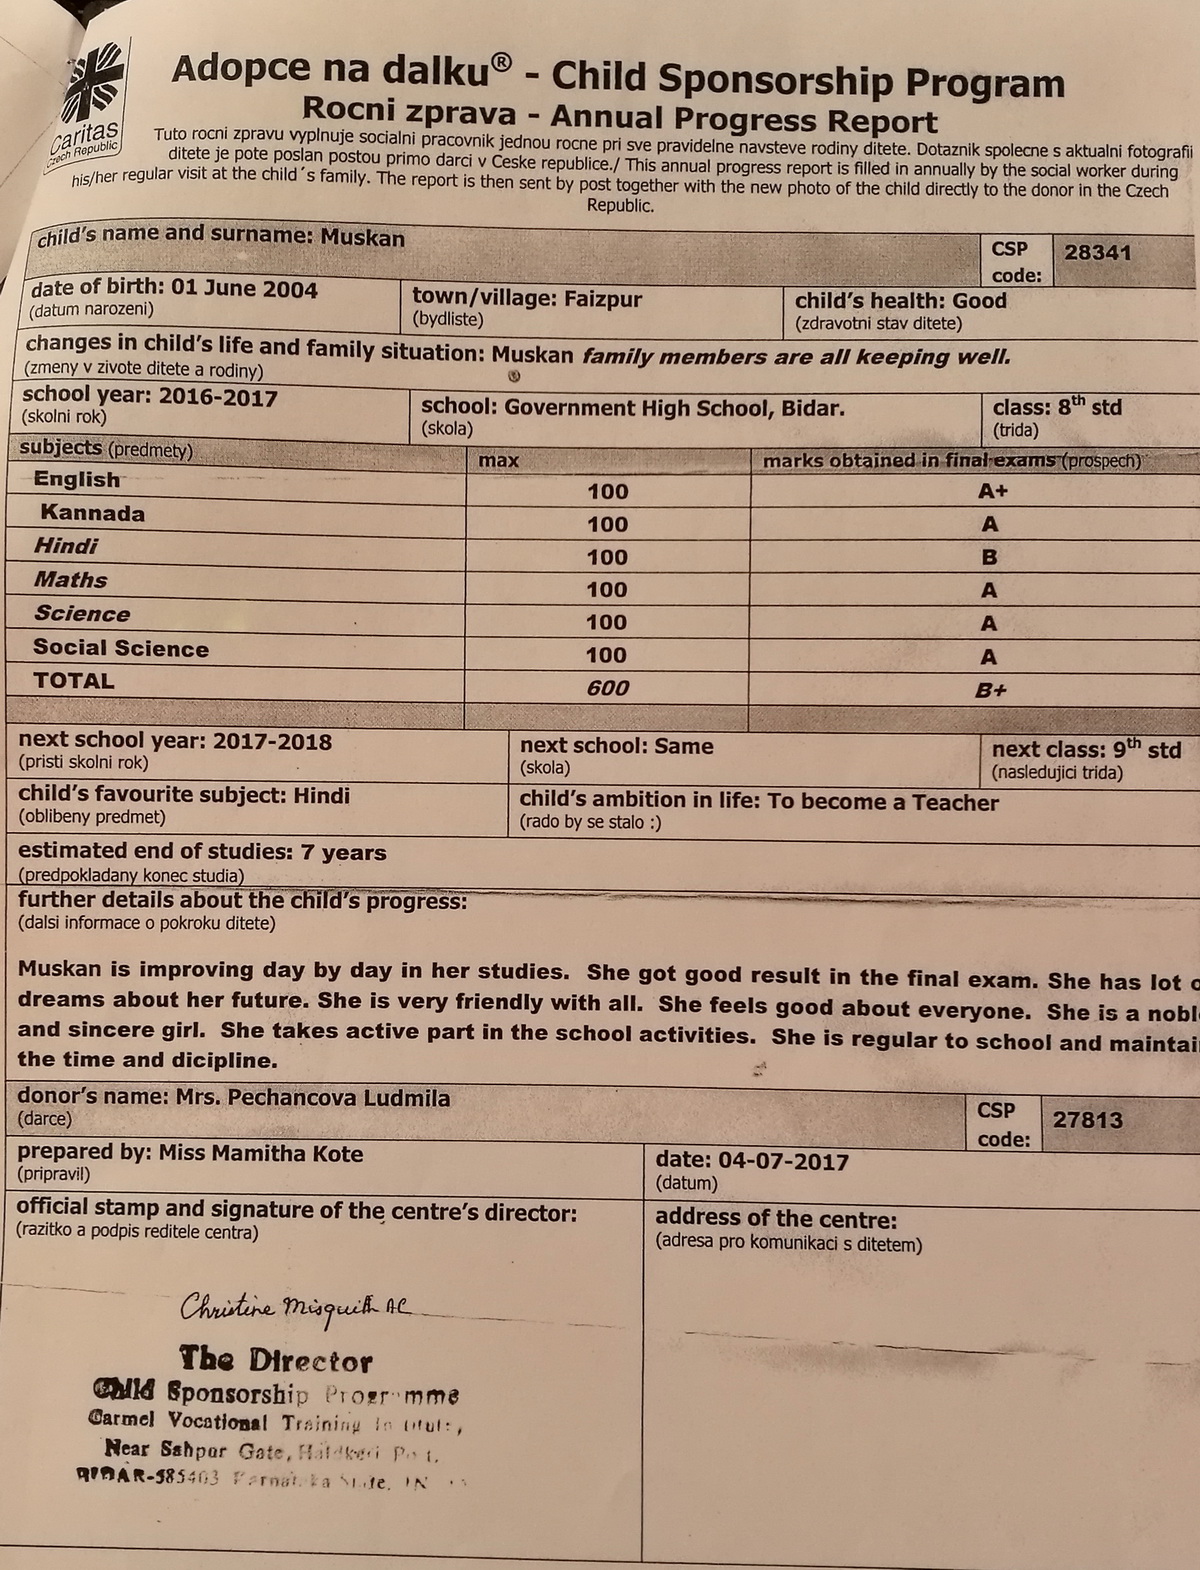 Caritas
Czech Republic
Adopce na dalku® - Child Sponsorship Program
Rocni zprava - Annual Progress Report
Tuto rocni zpravu vyplnuje socialni pracovnik jednou rocne pri sve pravidelne navsteve rodiny ditete. Dotaznik spolecne s aktualni fotografii
ditete je pote poslan postou primo darci v Ceske republice./ This annual progress report is filled in annually by the social worker during
his/her regular visit at the child´s family. The report is then sent by post together with the new photo of the child directly to the donor in the Czech
Republic.
child's name and surname: Muskan
CSP
code:
28341
date of birth: 01 June 2004
(datum narozeni)
town/village: Faizpur
(bydliste)
child's health: Good
(zdravotni stav ditete)
changes in child's life and family situation: Muskan family members are all keeping well.
(zmeny v zivote ditete a rodiny)
school year: 2016-2017
(skolni rok)
school: Government High School, Bidar.
(skola)
class: 8th std
(trida)
subjects (predmety)
max
marks obtained in final exams (prospech)
English 100 A+
Kannada 100 A
Hindi 100 B
Maths 100 A
Science 100 A
Social Science 100 A
TOTAL 600 B+
next school year: 2017-2018
(pristi skolni rok)
next school: Same
(skola)
next class: 9th std
(nasledujici trida)
child's favourite subject: Hindi
(oblibeny predmet)
child's ambition in life: To become a Teacher
(rado by se stalo :)
estimated end of studies: 7 years
(predpokladany konec studia)
further details about the child's progress:
(dalsi informace o pokroku ditete)
Muskan is improving day by day in her studies. She got good result in the final exam. She has lot
dreams about her future. She is very friendly with all. She feels good about everyone. She is a
and sincere girl. She takes active part in the school activities. She is regular to school and
the time and dicipline.
donor's name: Mrs. Pechancova Ludmila
(darce)
CSP
code:
27813
prepared by: Miss Mamitha Kote
(pripravil)
date: 04-07-2017
(datum)
official stamp and signature of the centre's director:
(razitko a podpis reditele centra)
address of the centre:
(adresa pro komunikaci s ditetem)
Christine Misquith AC
The Director
Child Sponsorship Programme
Carmel Vocational Training
Near Sahpur Gate,
BIDAR-585403